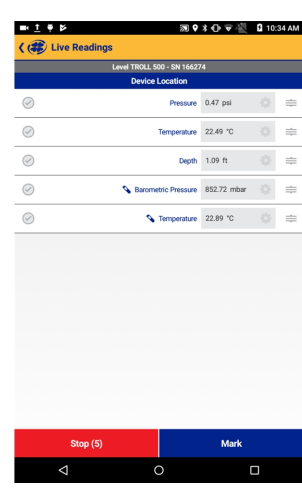 10:34 AM
Live Readings
Level TROLL 500 - SN 166274
Device Location
Pressure 0.47 psi
Temperature 22.49 °C
Depth 1.09 ft
Barometric Pressure 852.72 mbar
Temperature 22.89 °C
Stop (5) Mark